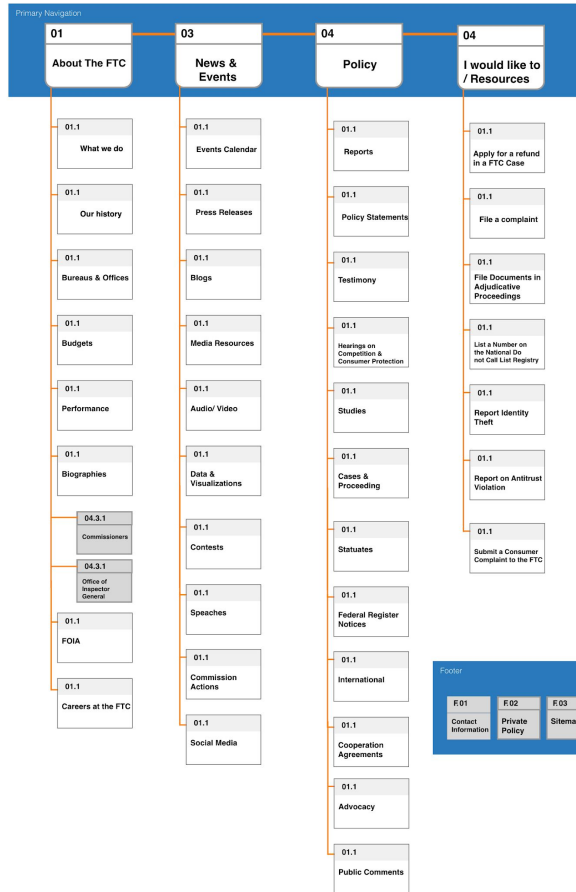 Primary Navigation
01
About The FTC
03
News &
Events
04
Policy
04
I would like to
/ Resources
01.1
What we do
01.1
Our history
01.1
Bureaus & Offices
01.1
Budgets
01.1
Performance
01.1
Biographies
04.3.1
Commissioners
04.3.1
Office of
Inspector
General
01.1
FOIA
01.1
Careers at the FTC
01.1
Events Calendar
01.1
Press Releases
01.1
Blogs
01.1
Media Resources
01.1
Audio/ Video
01.1
Data &
Visualizations
01.1
Contests
01.1
Speaches
01.1
Commission
Actions
01.1
Social Media
01.1
Reports
01.1
Policy Statements
01.1
Testimony
01.1
Hearings on
Competition &
Consumer Protection
01.1
Studies
01.1
Cases &
Proceeding
01.1
Statuates
01.1
Federal Register
Notices
01.1
International
01.1
Cooperation
Agreements
01.1
Advocacy
01.1
Public Comments
01.1
Apply for a refund
in a FTC Case
01.1
File a complaint
01.1
File Documents in
Adjudicative
Proceedings
01.1
List a Number on
the National Do
not Call List Registry
01.1
Report Identity
Theft
01.1
Report on Antitrust
Violation
01.1
Submit a Consumer
Complaint to the FTC
Footer
F.01
Contact
Information
F.02
Private
Policy
F.03
Sitema